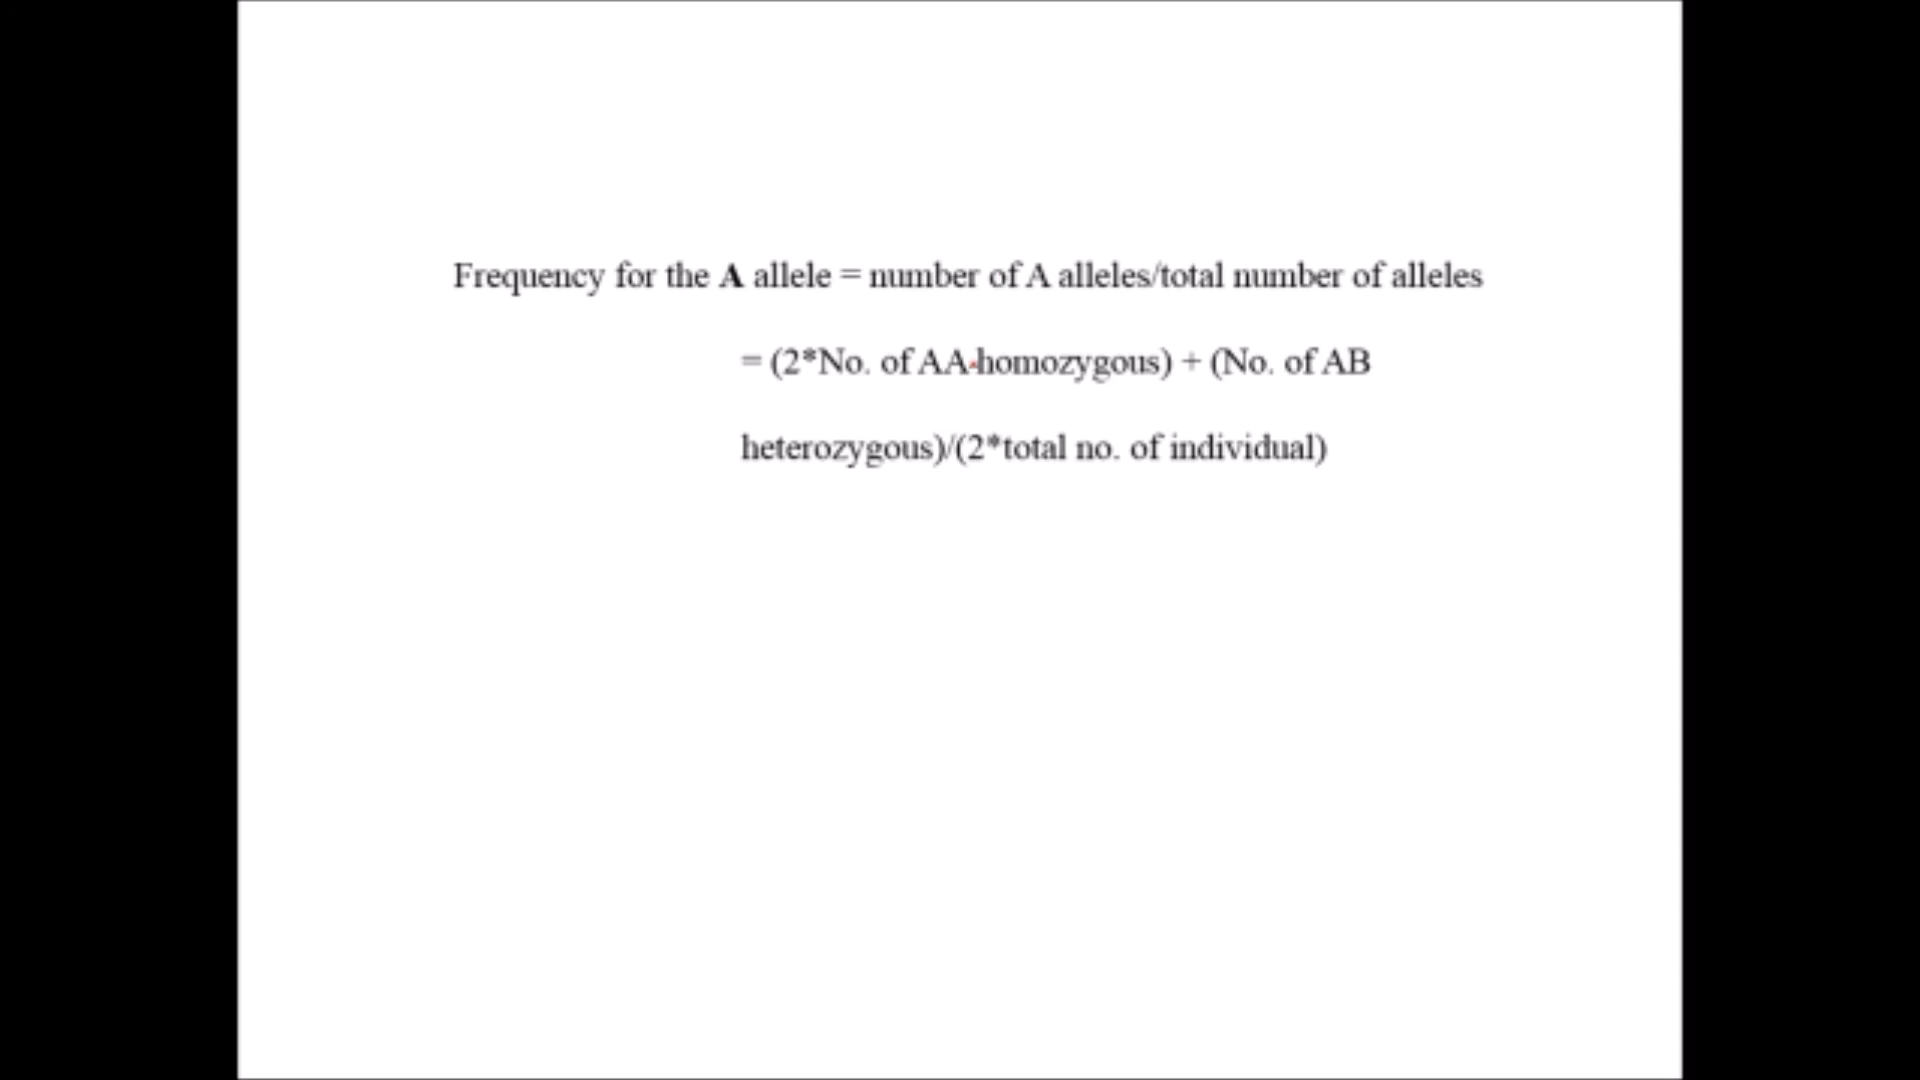 Frequency for the A allele = number of A alleles/total number of alleles
= (2*No. of AA-homozygous) + (No. of AB
heterozygous)/(2*total no. of individual)